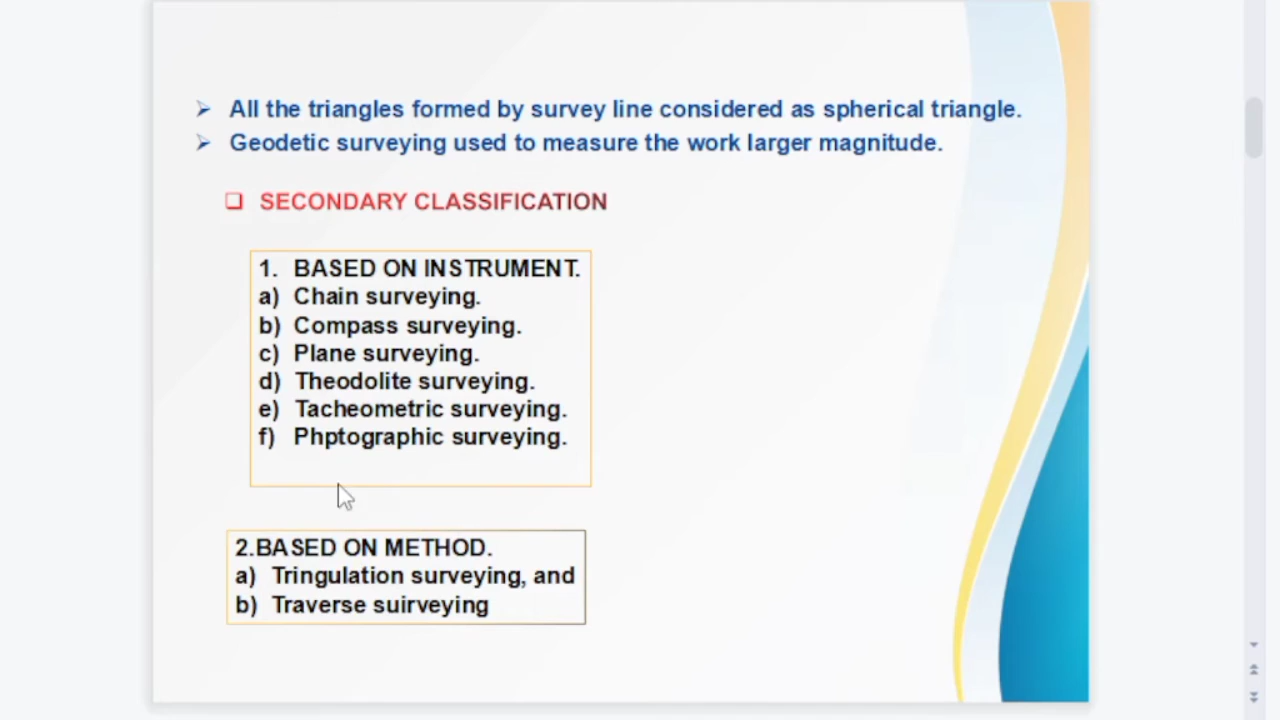 All the triangles formed by survey line considered as spherical triangle.
Geodetic surveying used to measure the work larger magnitude.
SECONDARY CLASSIFICATION
1. BASED ON INSTRUMENT.
a) Chain surveying.
b) Compass surveying.
c) Plane surveying.
d) Theodolite surveying.
e) Tacheometric surveying.
f) Phptographic surveying.
2.BASED ON METHOD.
a) Tringulation surveying, and
b) Traverse suirveying